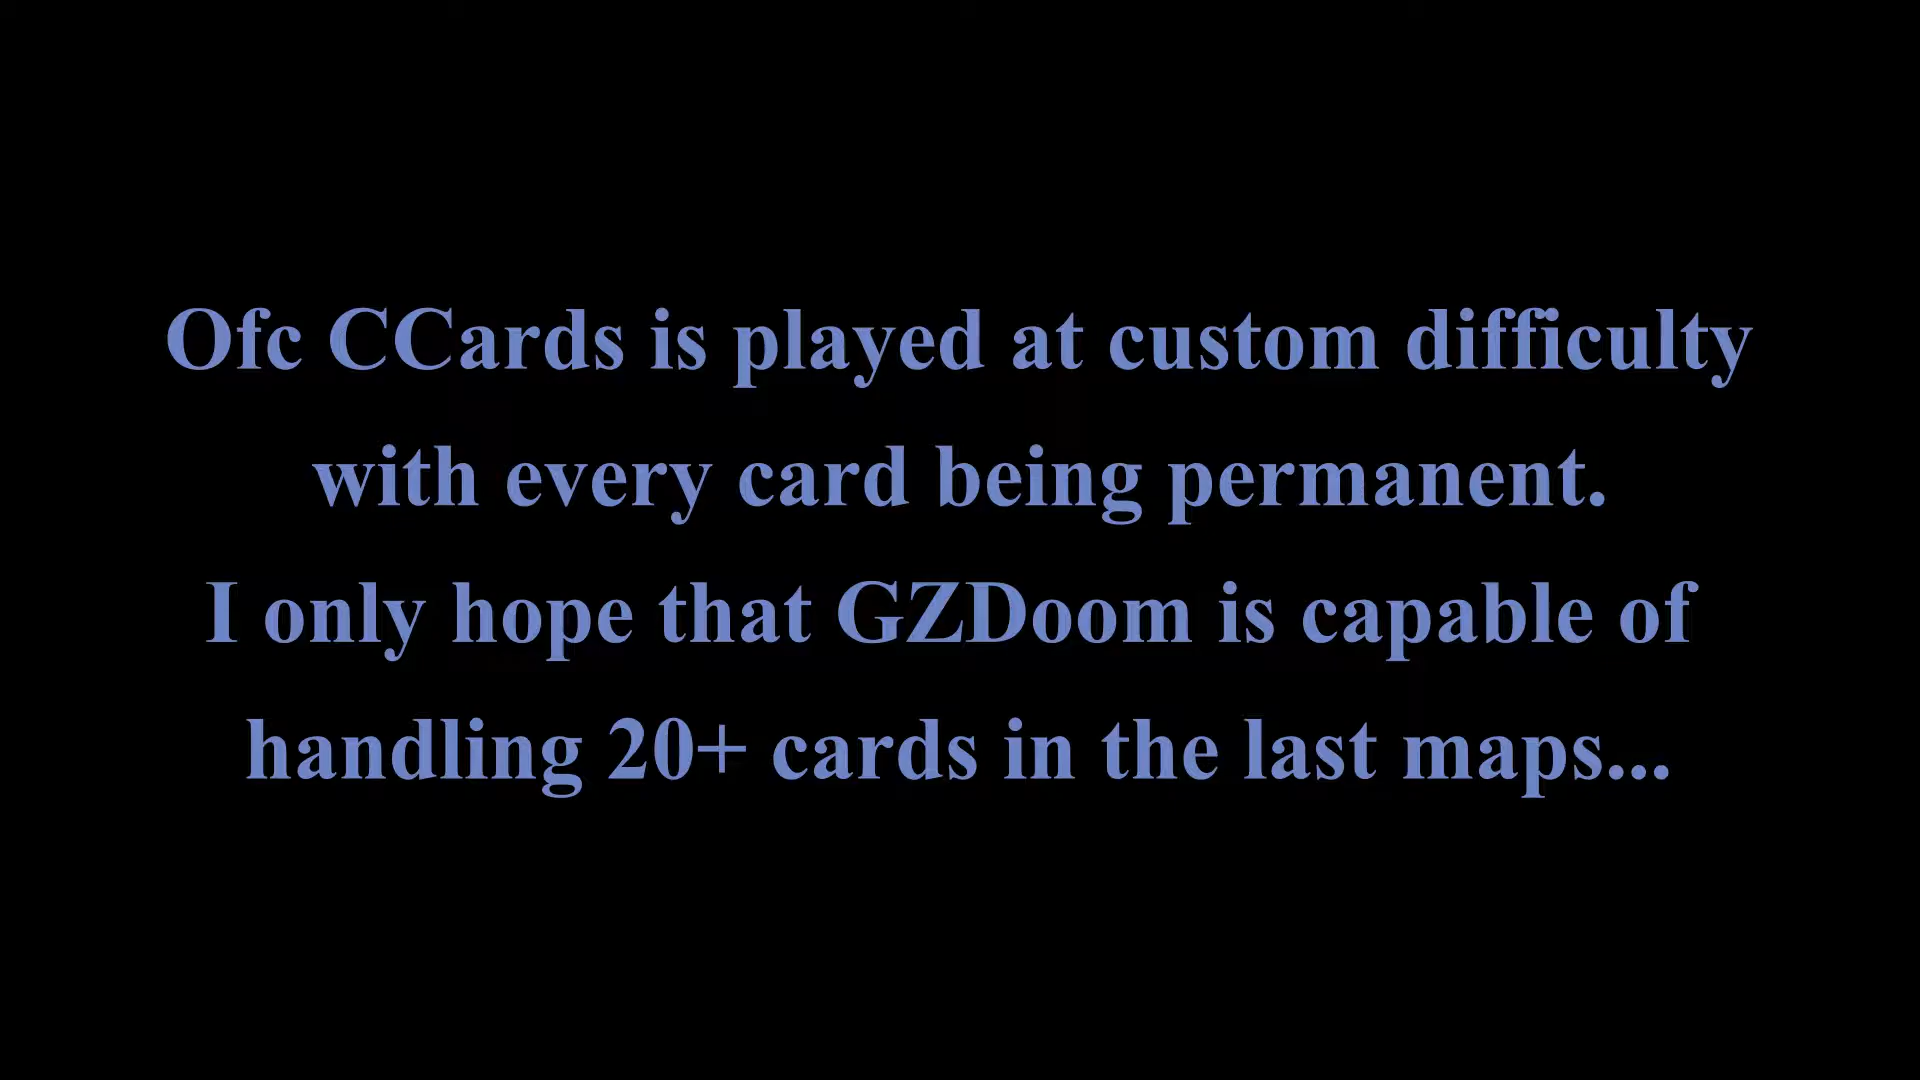 Ofc CCards is played at custom difficulty
with every card being permanent.
I only hope that GZDoom is capable of
handling 20+ cards in the last maps...